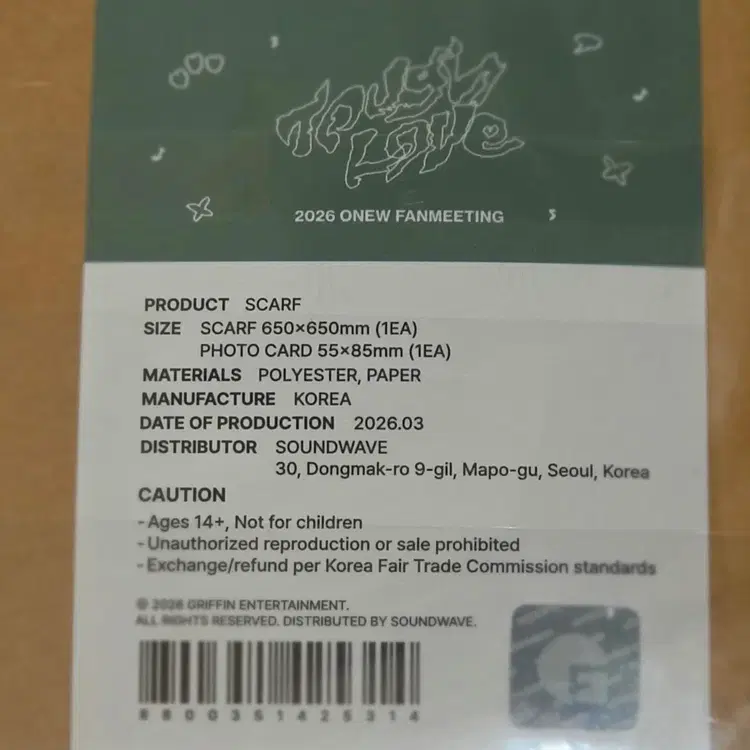 Tough
Love
2026 ONEW FANMEETING
PRODUCT SCARF
SIZE SCARF 650×650mm (1EA)
PHOTO CARD 55×85mm (1EA)
MATERIALS POLYESTER, PAPER
MANUFACTURE KOREA
DATE OF PRODUCTION 2026.03
DISTRIBUTOR SOUNDWAVE
30, Dongmak-ro 9-gil, Mapo-gu, Seoul, Korea
CAUTION
- Ages 14+, Not for children
- Unauthorized reproduction or sale prohibited
- Exchange/refund per Korea Fair Trade Commission standards
© 2026 GRIFFIN ENTERTAINMENT.
ALL RIGHTS RESERVED. DISTRIBUTED BY SOUNDWAVE.
8800351425314
G